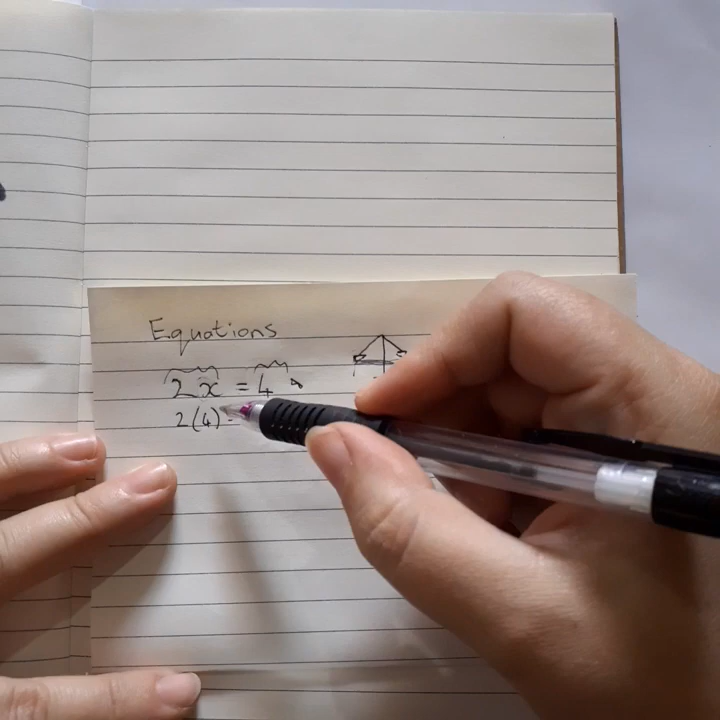 Equations
2x = 4
2(4) =